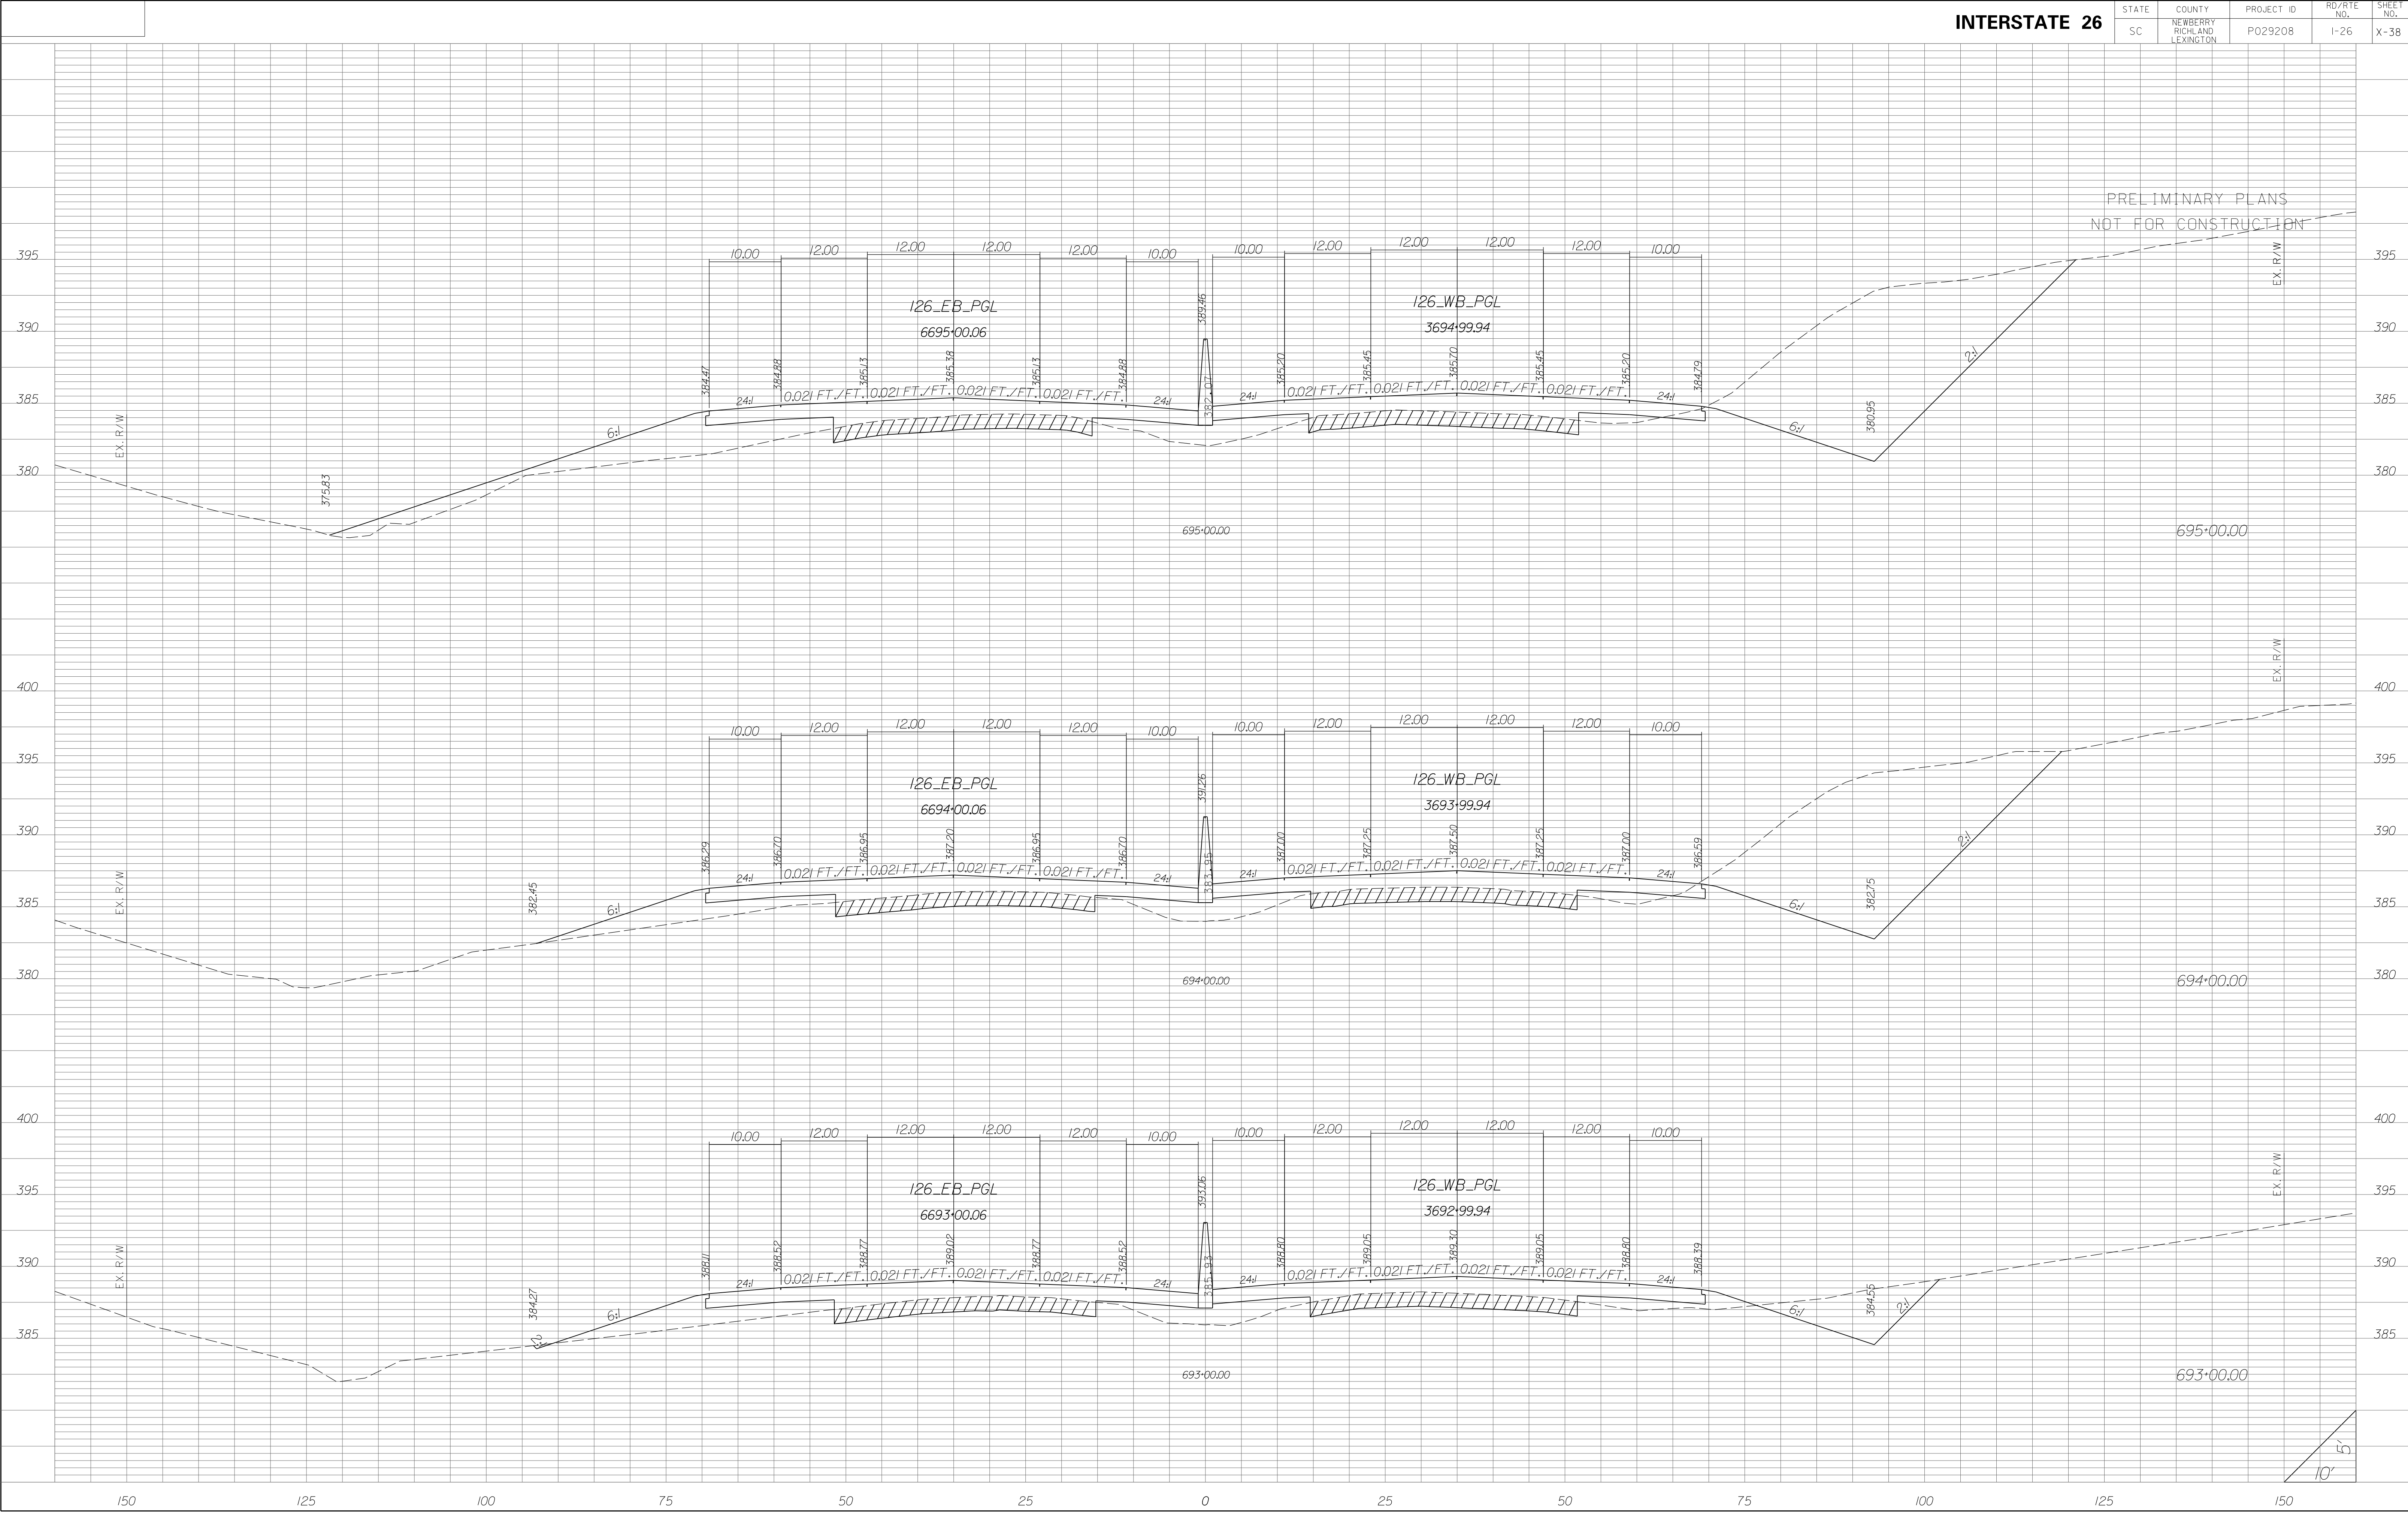 INTERSTATE 26
STATE COUNTY PROJECT ID RD/RTE NO. SHEET NO.
SC NEWBERRY RICHLAND LEXINGTON P029208 I-26 X-38
PRELIMINARY PLANS
NOT FOR CONSTRUCTION
10.00 12.00 12.00 12.00 12.00 10.00 10.00 12.00 12.00 12.00 12.00 10.00
395 EX. R/W 395
I26_EB_PGL 389.46 I26_WB_PGL
390 6695+00.06 3694+99.94 390
384.47 384.88 385.13 385.38 385.13 384.88 382.07 385.20 385.45 385.70 385.45 385.20 384.79
24:1 0.021 FT./FT. 0.021 FT./FT. 0.021 FT./FT. 0.021 FT./FT. 24:1 24:1 0.021 FT./FT. 0.021 FT./FT. 0.021 FT./FT. 0.021 FT./FT. 24:1 2:1
385 385
EX. R/W 6:1 6:1 380.95
380 375.83 380
695+00.00 695+00.00
EX. R/W
400 400
10.00 12.00 12.00 12.00 12.00 10.00 10.00 12.00 12.00 12.00 12.00 10.00
395 395
I26_EB_PGL 391.26 I26_WB_PGL
6694+00.06 3693+99.94
390 390
386.29 386.70 386.95 387.20 386.95 386.70 383.95 387.00 387.25 387.50 387.25 387.00 386.59
24:1 0.021 FT./FT. 0.021 FT./FT. 0.021 FT./FT. 0.021 FT./FT. 24:1 24:1 0.021 FT./FT. 0.021 FT./FT. 0.021 FT./FT. 0.021 FT./FT. 24:1 2:1
EX. R/W 382.45 6:1 6:1 382.75
385 385
380 380
694+00.00 694+00.00
400 400
10.00 12.00 12.00 12.00 12.00 10.00 10.00 12.00 12.00 12.00 12.00 10.00
EX. R/W
395 I26_EB_PGL 393.06 I26_WB_PGL 395
6693+00.06 3692+99.94
388.11 388.52 388.77 389.02 388.77 388.52 385.93 388.80 389.05 389.30 389.05 388.80 388.39
390 390
EX. R/W 24:1 0.021 FT./FT. 0.021 FT./FT. 0.021 FT./FT. 0.021 FT./FT. 24:1 24:1 0.021 FT./FT. 0.021 FT./FT. 0.021 FT./FT. 0.021 FT./FT. 24:1
384.27 6:1 6:1 384.55 2:1
385 2:1 385
693+00.00 693+00.00
5'
10'
150 125 100 75 50 25 0 25 50 75 100 125 150